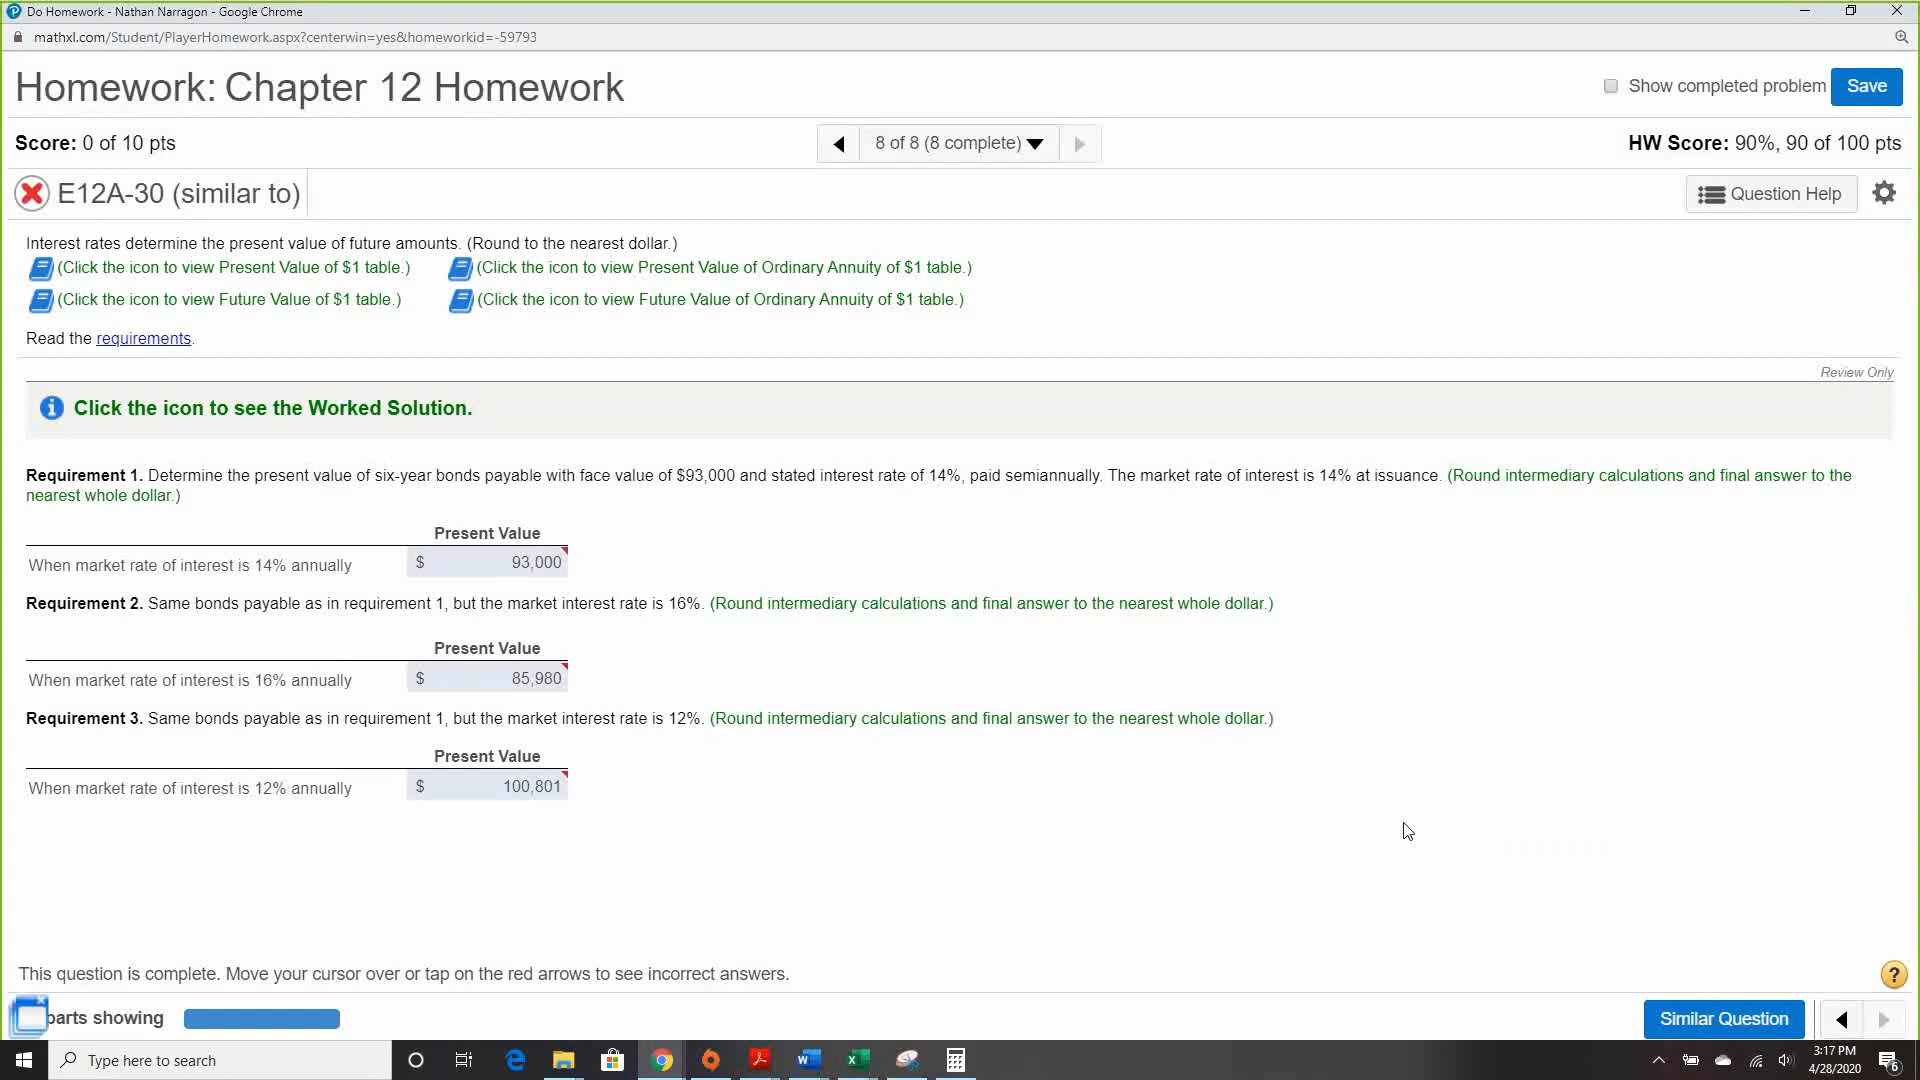 Do Homework - Nathan Narragon - Google Chrome
mathxl.com/Student/PlayerHomework.aspx?centerwin=yes&homeworkid=-59793
Homework: Chapter 12 Homework
Show completed problem
Save
Score: 0 of 10 pts
8 of 8 (8 complete)
HW Score: 90%, 90 of 100 pts
E12A-30 (similar to)
Question Help
Interest rates determine the present value of future amounts. (Round to the nearest dollar.)
(Click the icon to view Present Value of $1 table.)
(Click the icon to view Present Value of Ordinary Annuity of $1 table.)
(Click the icon to view Future Value of $1 table.)
(Click the icon to view Future Value of Ordinary Annuity of $1 table.)
Read the requirements.
Review Only
Click the icon to see the Worked Solution.
Requirement 1. Determine the present value of six-year bonds payable with face value of $93,000 and stated interest rate of 14%, paid semiannually. The market rate of interest is 14% at issuance. (Round intermediary calculations and final answer to the
nearest whole dollar.)
Present Value
When market rate of interest is 14% annually $ 93,000
Requirement 2. Same bonds payable as in requirement 1, but the market interest rate is 16%. (Round intermediary calculations and final answer to the nearest whole dollar.)
Present Value
When market rate of interest is 16% annually $ 85,980
Requirement 3. Same bonds payable as in requirement 1, but the market interest rate is 12%. (Round intermediary calculations and final answer to the nearest whole dollar.)
Present Value
When market rate of interest is 12% annually $ 100,801
This question is complete. Move your cursor over or tap on the red arrows to see incorrect answers.
?
parts showing
Similar Question
Type here to search
3:17 PM
4/28/2020
6